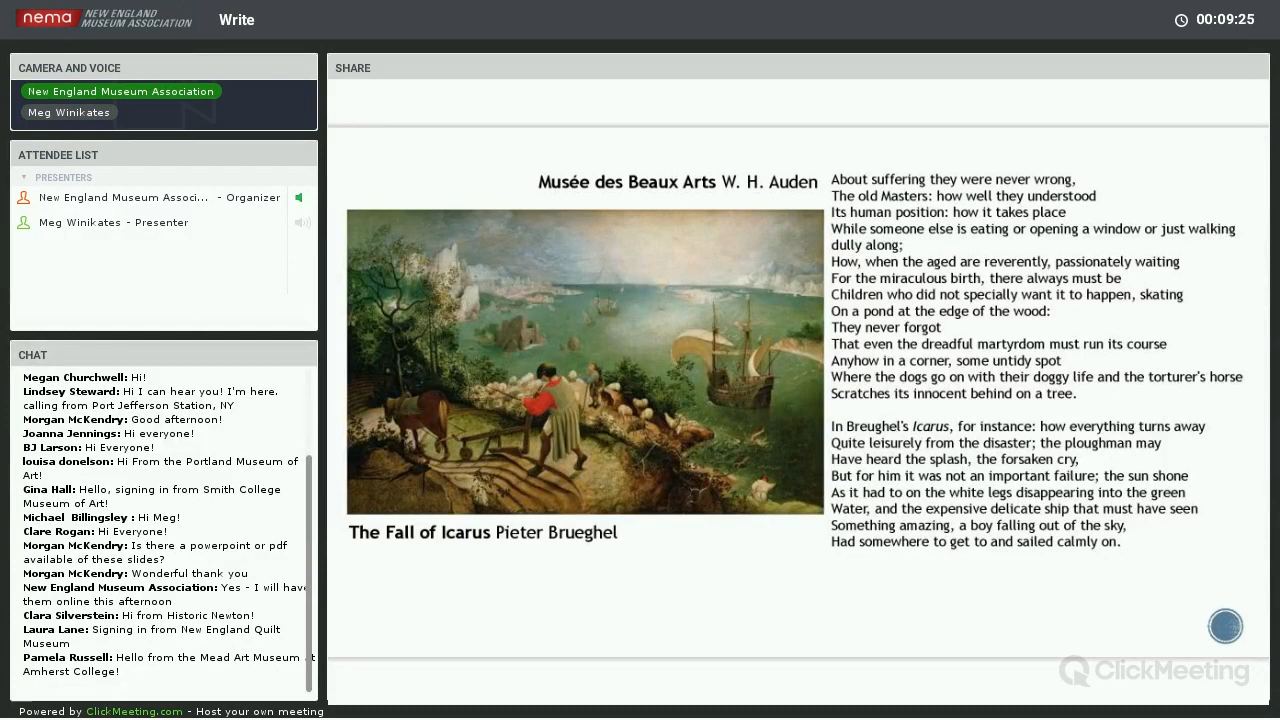 nema NEW ENGLAND
MUSEUM ASSOCIATION
Write
00:09:25
CAMERA AND VOICE
New England Museum Association
Meg Winikates
ATTENDEE LIST
PRESENTERS
New England Museum Associ... - Organizer
Meg Winikates - Presenter
CHAT
Megan Churchwell: Hi!
Lindsey Steward: Hi I can hear you! I'm here.
calling from Port Jefferson Station, NY
Morgan McKendry: Good afternoon!
Joanna Jennings: Hi everyone!
BJ Larson: Hi Everyone!
louisa donelson: Hi From the Portland Museum of
Art!
Gina Hall: Hello, signing in from Smith College
Museum of Art!
Michael Billingsley : Hi Meg!
Clare Rogan: Hi Everyone!
Morgan McKendry: Is there a powerpoint or pdf
available of these slides?
Morgan McKendry: Wonderful thank you
New England Museum Association: Yes - I will have
them online this afternoon
Clara Silverstein: Hi from Historic Newton!
Laura Lane: Signing in from New England Quilt
Museum
Pamela Russell: Hello from the Mead Art Museum at
Amherst College!
Powered by ClickMeeting.com - Host your own meeting
SHARE
Musée des Beaux Arts W. H. Auden
The Fall of Icarus Pieter Brueghel
About suffering they were never wrong,
The old Masters: how well they understood
Its human position: how it takes place
While someone else is eating or opening a window or just walking
dully along;
How, when the aged are reverently, passionately waiting
For the miraculous birth, there always must be
Children who did not specially want it to happen, skating
On a pond at the edge of the wood:
They never forgot
That even the dreadful martyrdom must run its course
Anyhow in a corner, some untidy spot
Where the dogs go on with their doggy life and the torturer's horse
Scratches its innocent behind on a tree.
In Breughel's Icarus, for instance: how everything turns away
Quite leisurely from the disaster; the ploughman may
Have heard the splash, the forsaken cry,
But for him it was not an important failure; the sun shone
As it had to on the white legs disappearing into the green
Water, and the expensive delicate ship that must have seen
Something amazing, a boy falling out of the sky,
Had somewhere to get to and sailed calmly on.
ClickMeeting